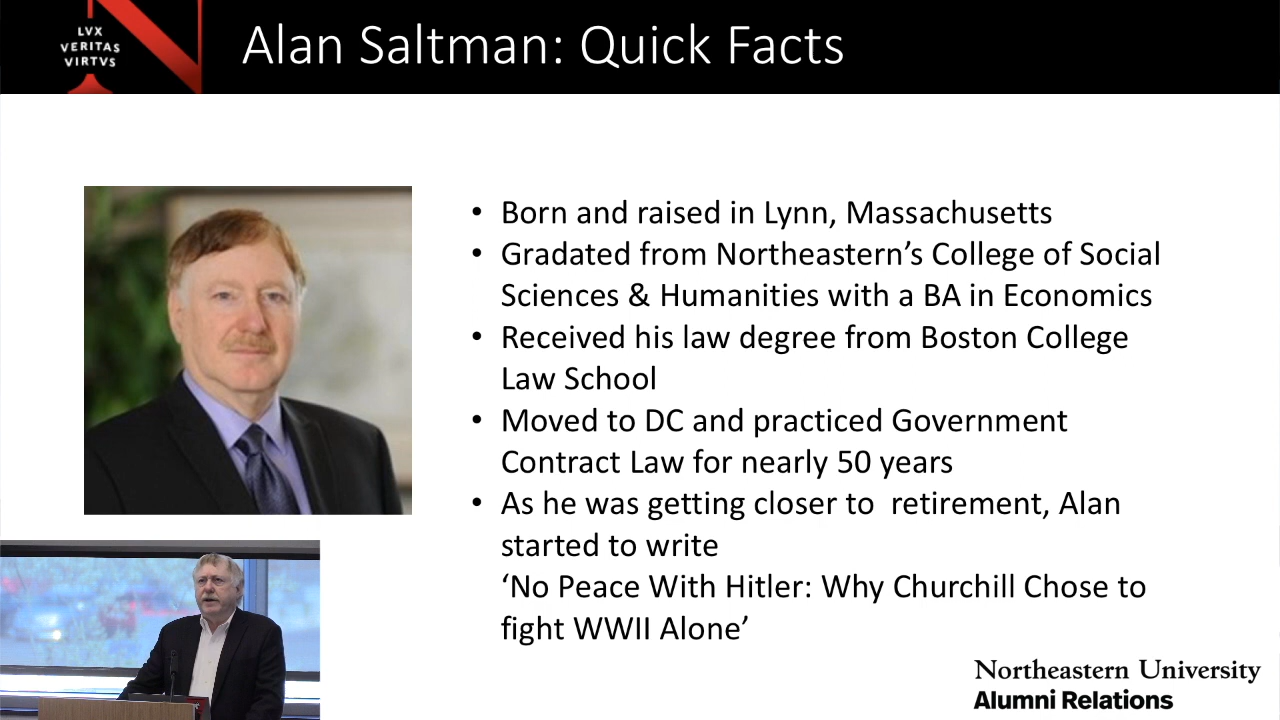 LVX
VERITAS
VIRTVS
Alan Saltman: Quick Facts
• Born and raised in Lynn, Massachusetts
• Gradated from Northeastern’s College of Social
Sciences & Humanities with a BA in Economics
• Received his law degree from Boston College
Law School
• Moved to DC and practiced Government
Contract Law for nearly 50 years
• As he was getting closer to  retirement, Alan
started to write
‘No Peace With Hitler: Why Churchill Chose to
fight WWII Alone’
Northeastern University
Alumni Relations